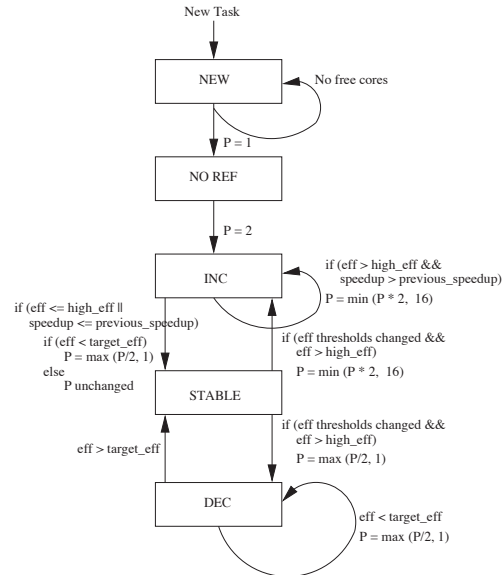 New Task
NEW
No free cores
P = 1
NO REF
P = 2
INC
if (eff > high_eff &&
speedup > previous_speedup)
P = min (P * 2, 16)
if (eff <= high_eff ||
speedup <= previous_speedup)
if (eff < target_eff)
P = max (P/2, 1)
else
P unchanged
if (eff thresholds changed &&
eff > high_eff)
P = min (P * 2, 16)
STABLE
if (eff thresholds changed &&
eff > high_eff)
P = max (P/2, 1)
eff > target_eff
DEC
eff < target_eff
P = max (P/2, 1)